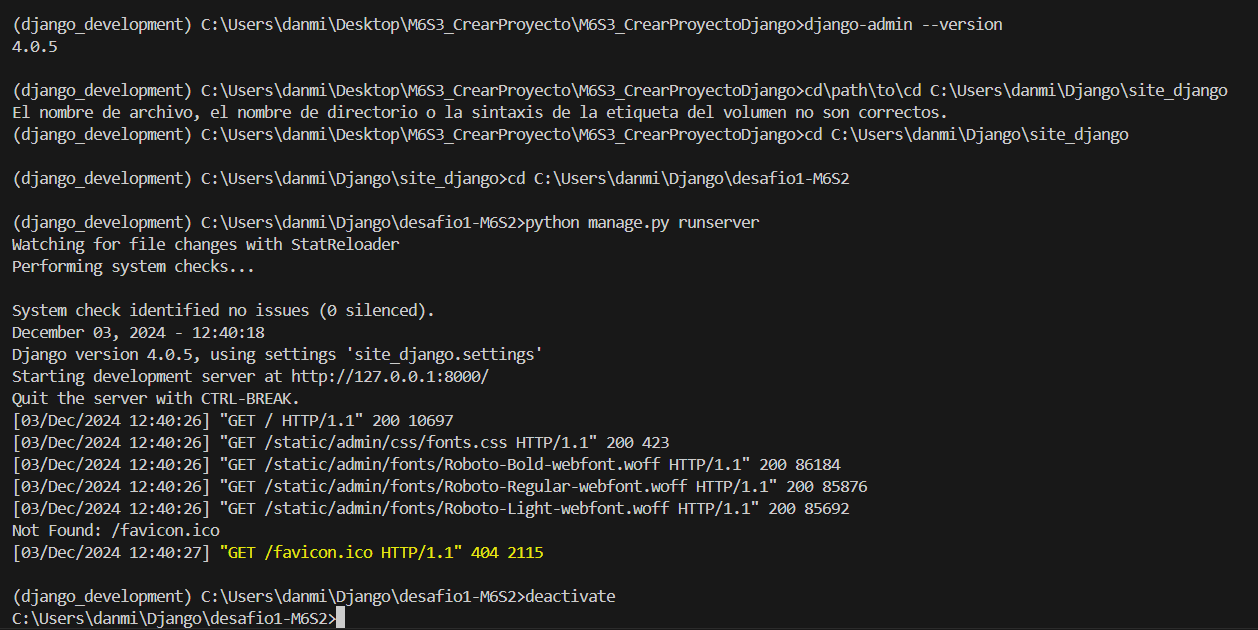 (django_development) C:\Users\danmi\Desktop\M6S3_CrearProyecto\M6S3_CrearProyectoDjango>django-admin --version
4.0.5
(django_development) C:\Users\danmi\Desktop\M6S3_CrearProyecto\M6S3_CrearProyectoDjango>cd\path\to\cd C:\Users\danmi\Django\site_django
El nombre de archivo, el nombre de directorio o la sintaxis de la etiqueta del volumen no son correctos.
(django_development) C:\Users\danmi\Desktop\M6S3_CrearProyecto\M6S3_CrearProyectoDjango>cd C:\Users\danmi\Django\site_django
(django_development) C:\Users\danmi\Django\site_django>cd C:\Users\danmi\Django\desafio1-M6S2
(django_development) C:\Users\danmi\Django\desafio1-M6S2>python manage.py runserver
Watching for file changes with StatReloader
Performing system checks...
System check identified no issues (0 silenced).
December 03, 2024 - 12:40:18
Django version 4.0.5, using settings 'site_django.settings'
Starting development server at http://127.0.0.1:8000/
Quit the server with CTRL-BREAK.
[03/Dec/2024 12:40:26] "GET / HTTP/1.1" 200 10697
[03/Dec/2024 12:40:26] "GET /static/admin/css/fonts.css HTTP/1.1" 200 423
[03/Dec/2024 12:40:26] "GET /static/admin/fonts/Roboto-Bold-webfont.woff HTTP/1.1" 200 86184
[03/Dec/2024 12:40:26] "GET /static/admin/fonts/Roboto-Regular-webfont.woff HTTP/1.1" 200 85876
[03/Dec/2024 12:40:26] "GET /static/admin/fonts/Roboto-Light-webfont.woff HTTP/1.1" 200 85692
Not Found: /favicon.ico
[03/Dec/2024 12:40:27] "GET /favicon.ico HTTP/1.1" 404 2115
(django_development) C:\Users\danmi\Django\desafio1-M6S2>deactivate
C:\Users\danmi\Django\desafio1-M6S2>